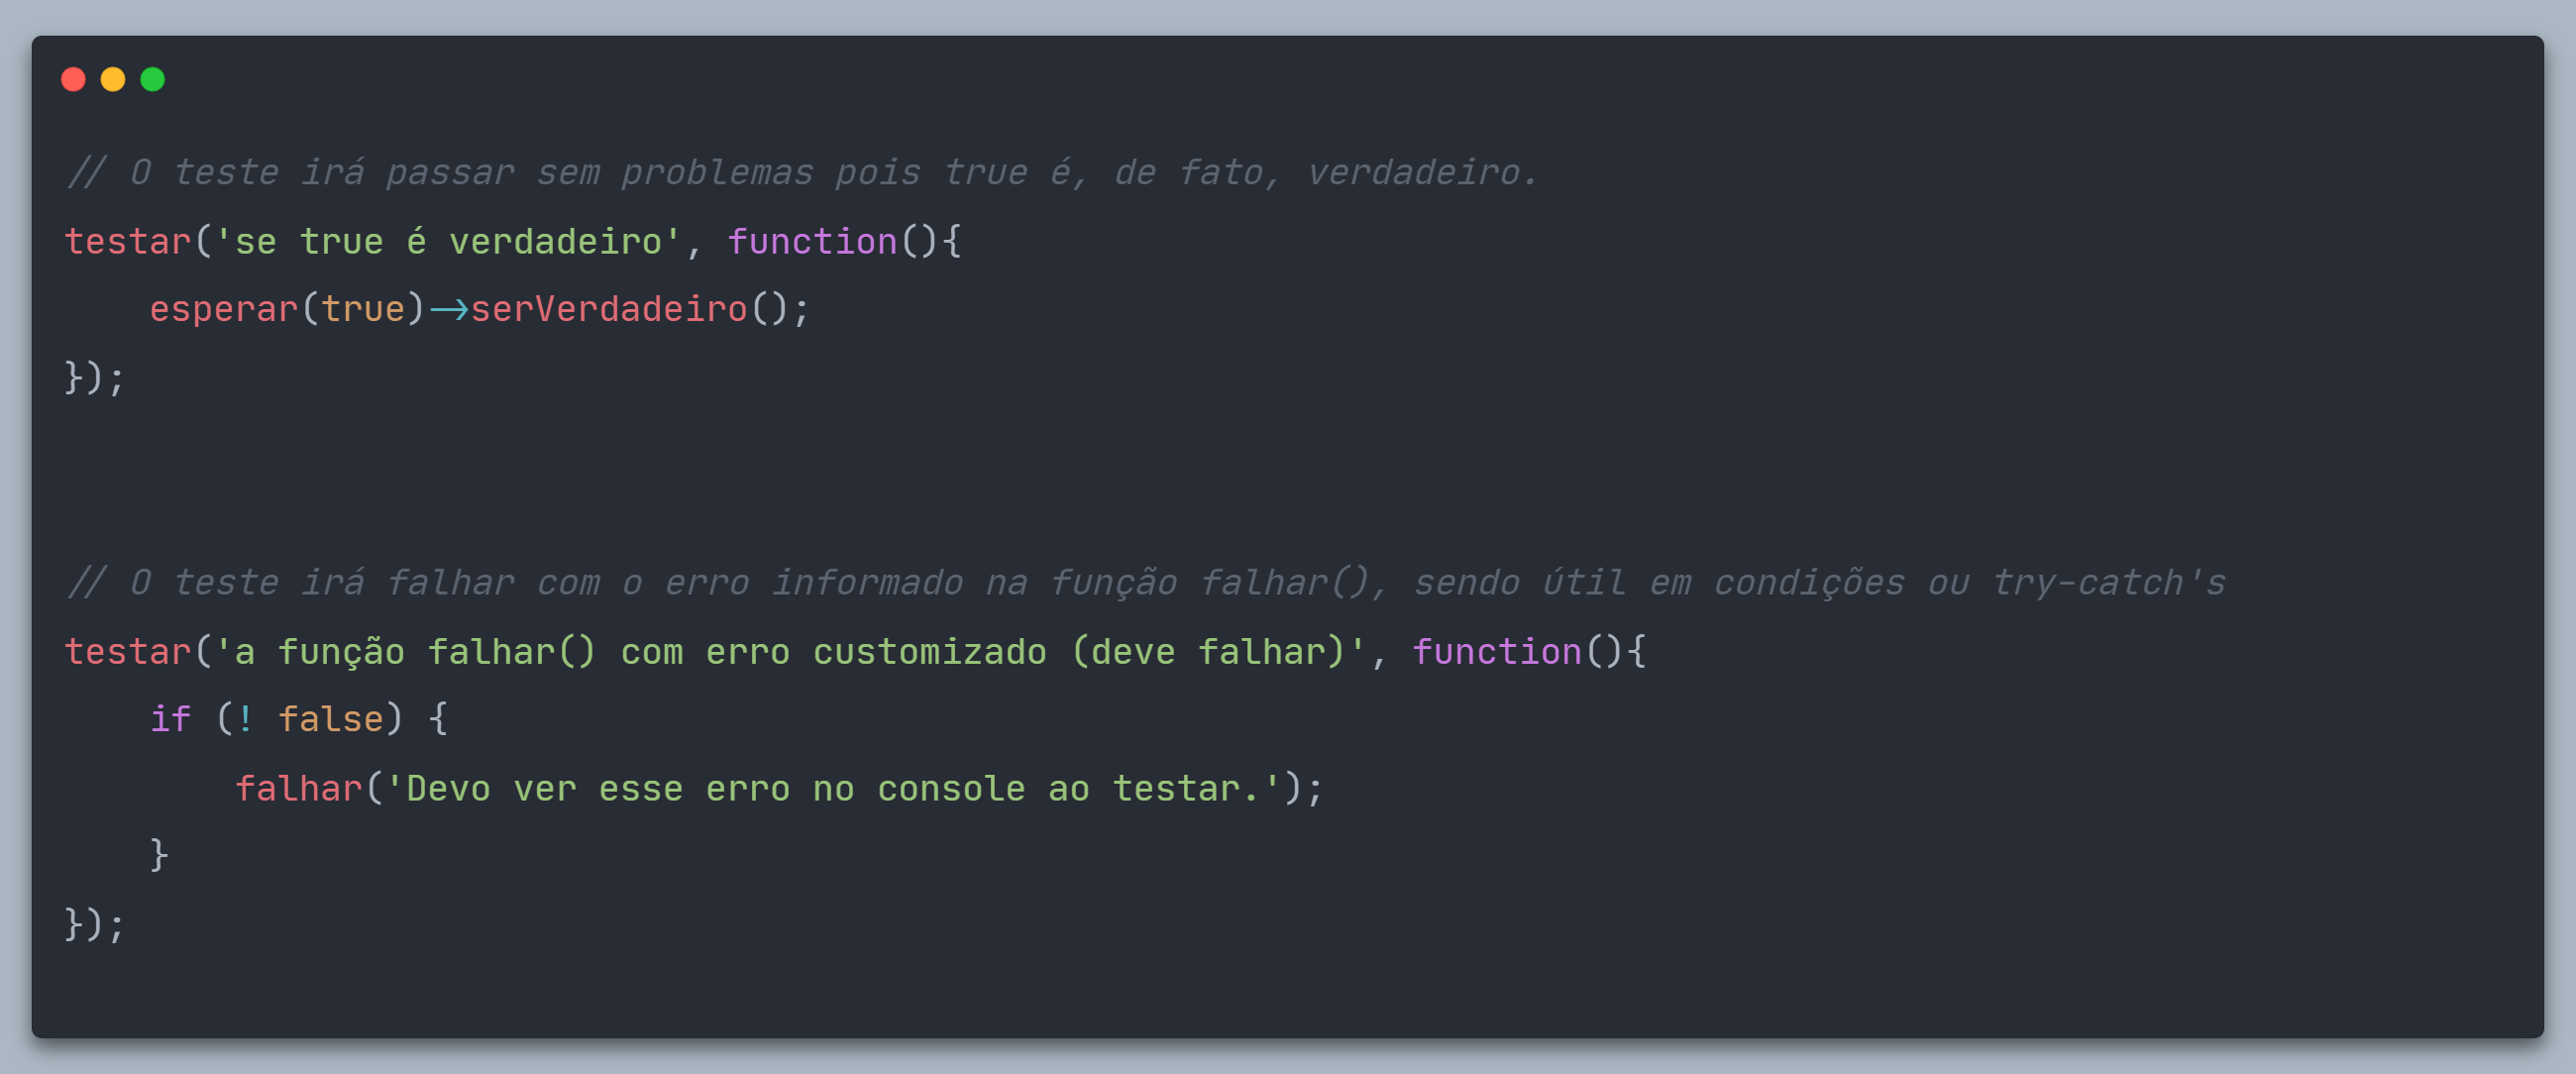 // O teste irá passar sem problemas pois true é, de fato, verdadeiro.
testar('se true é verdadeiro', function(){
    esperar(true)->serVerdadeiro();
});
// O teste irá falhar com o erro informado na função falhar(), sendo útil em condições ou try-catch's
testar('a função falhar() com erro customizado (deve falhar)', function(){
    if (! false) {
        falhar('Devo ver esse erro no console ao testar.');
    }
});